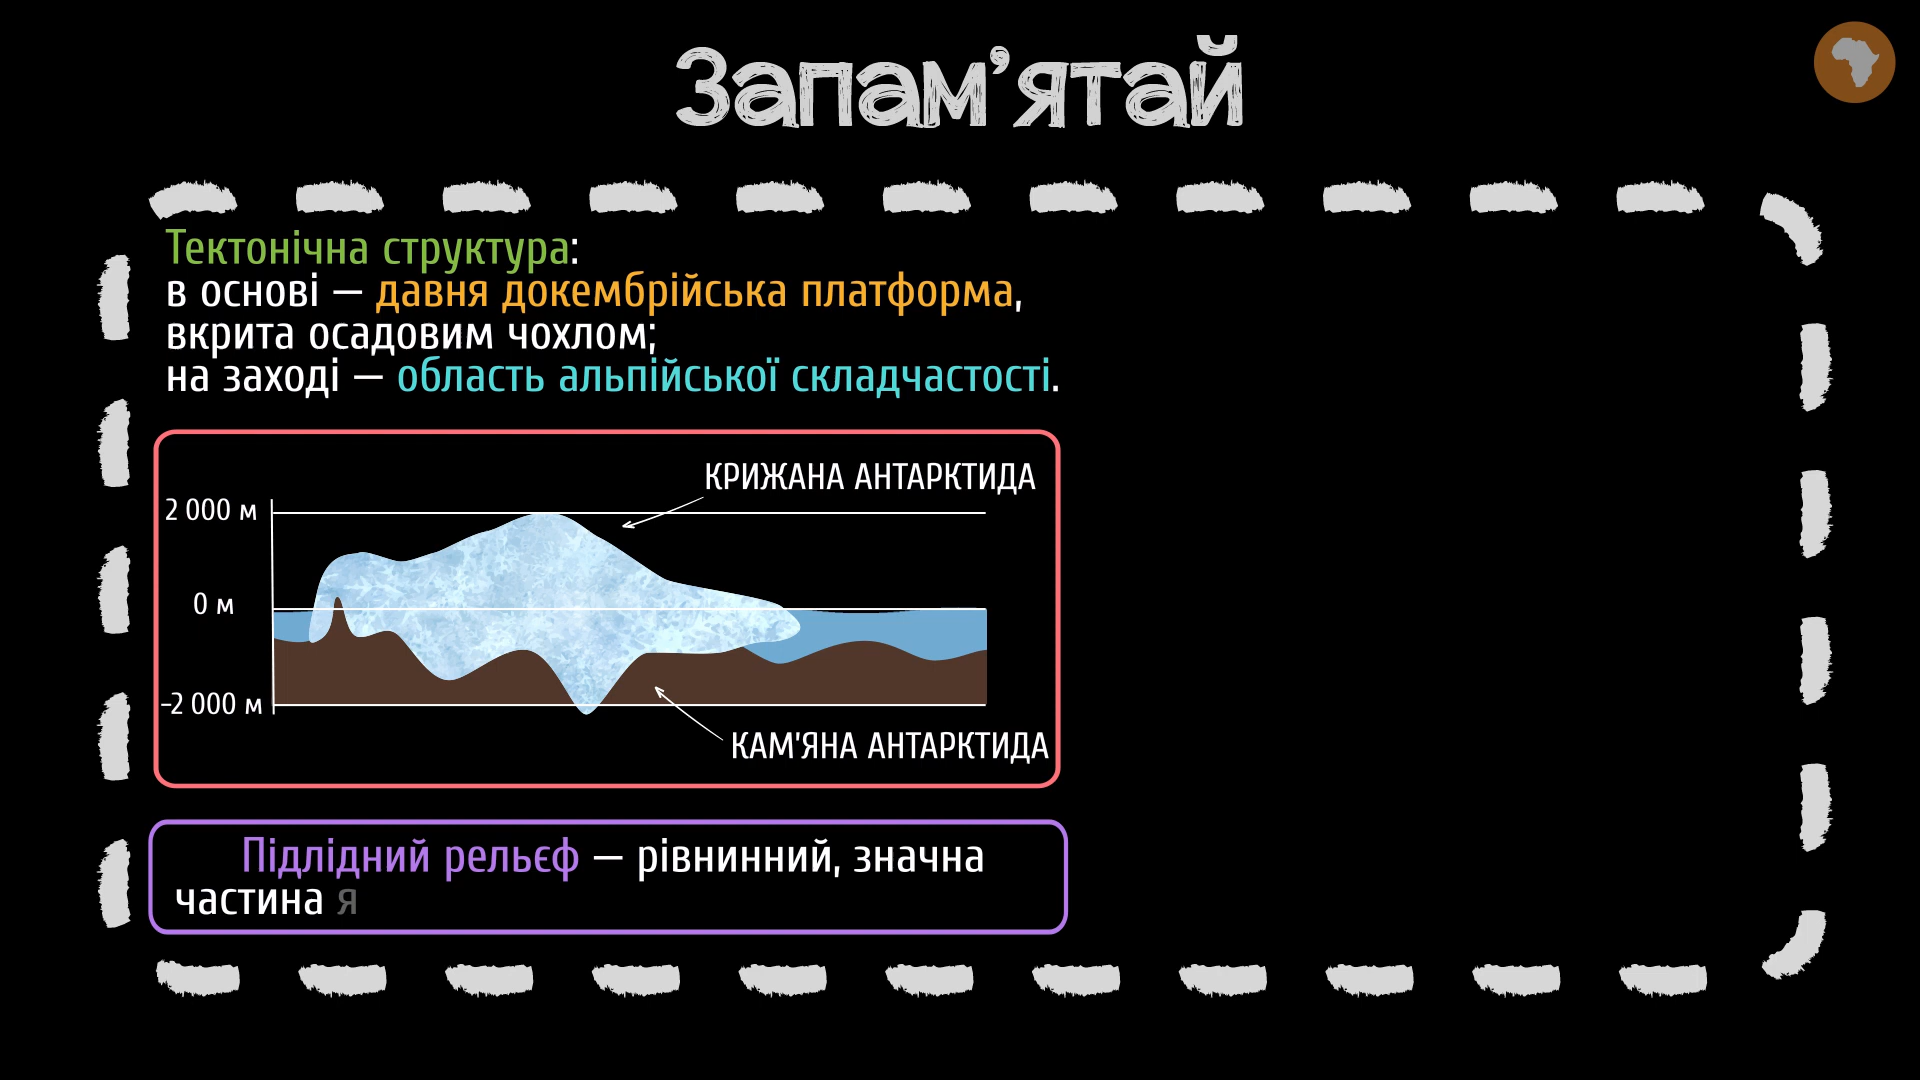 Запам’ятай
Тектонічна структура:
в основі — давня докембрійська платформа,
вкрита осадовим чохлом;
на заході — область альпійської складчастості.
КРИЖАНА АНТАРКТИДА
2 000 м
0 м
–2 000 м
КАМ'ЯНА АНТАРКТИДА
Підлідний рельєф — рівнинний, значна
частина я